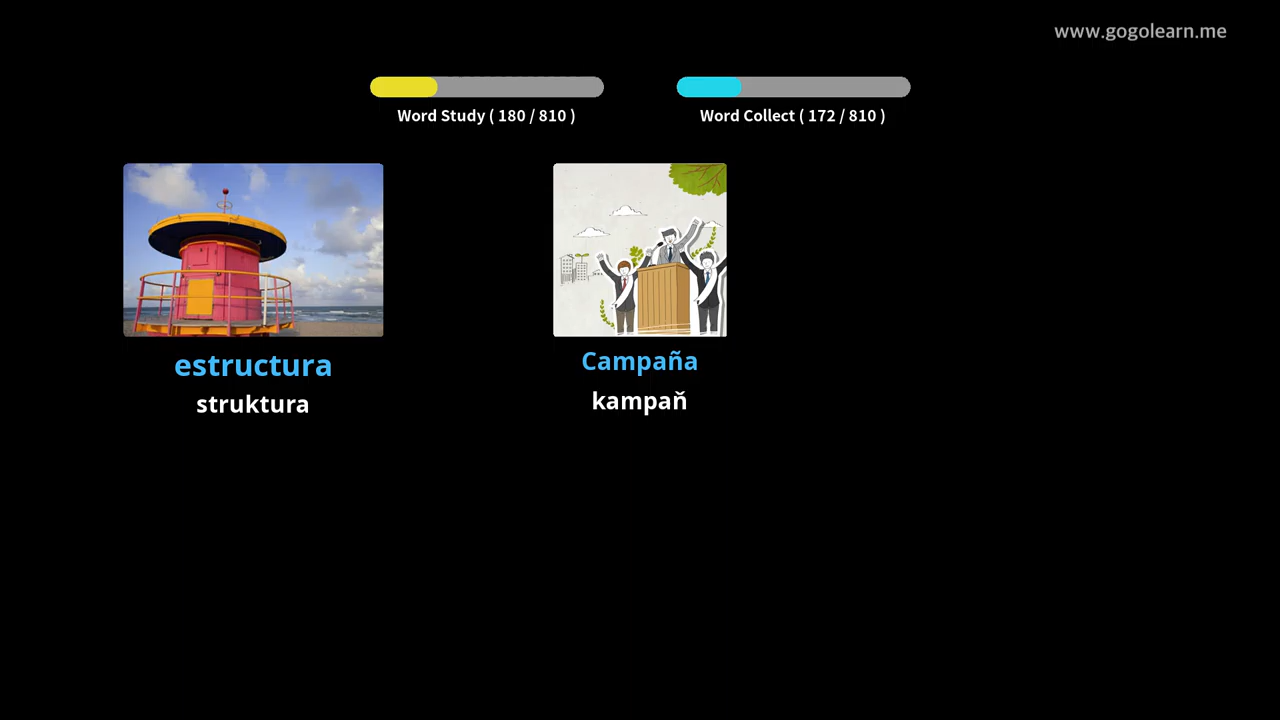 www.gogolearn.me
Word Study ( 180 / 810 )
Word Collect ( 172 / 810 )
estructura
struktura
Campaña
kampaň